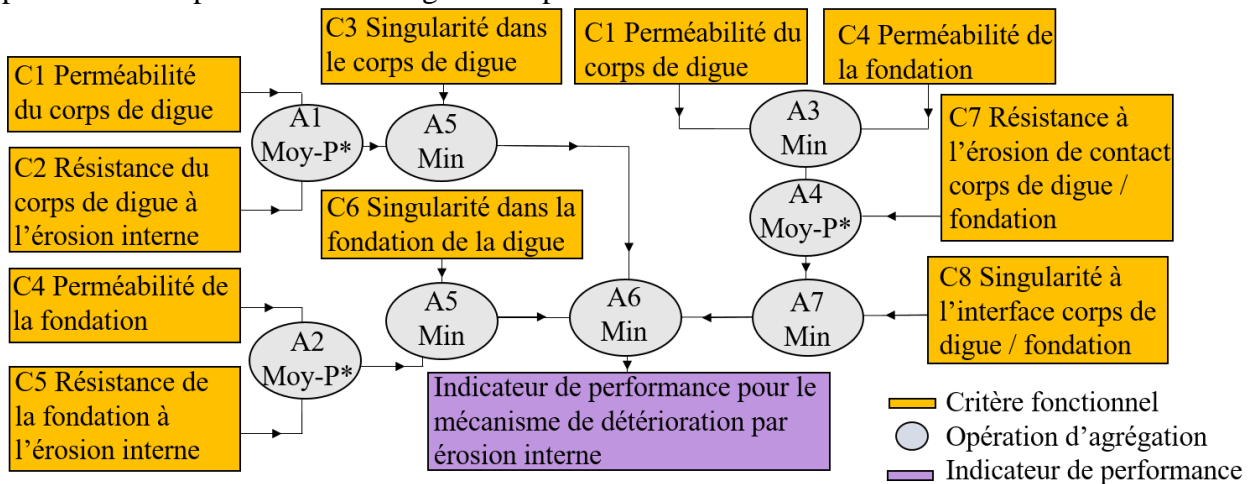 C3 Singularité dans
le corps de digue
C1 Perméabilité du
corps de digue
C4 Perméabilité de
la fondation
C1 Perméabilité
du corps de digue
A1
Moy-P*
A5
Min
A3
Min
C7 Résistance à
l’érosion de contact
corps de digue /
fondation
C2 Résistance du
corps de digue à
l’érosion interne
C6 Singularité dans la
fondation de la digue
A4
Moy-P*
C4 Perméabilité de
la fondation
A2
Moy-P*
A5
Min
A6
Min
A7
Min
C8 Singularité à
l’interface corps de
digue / fondation
C5 Résistance de
la fondation à
l’érosion interne
Indicateur de performance pour le
mécanisme de détérioration par
érosion interne
Critère fonctionnel
Opération d’agrégation
Indicateur de performance